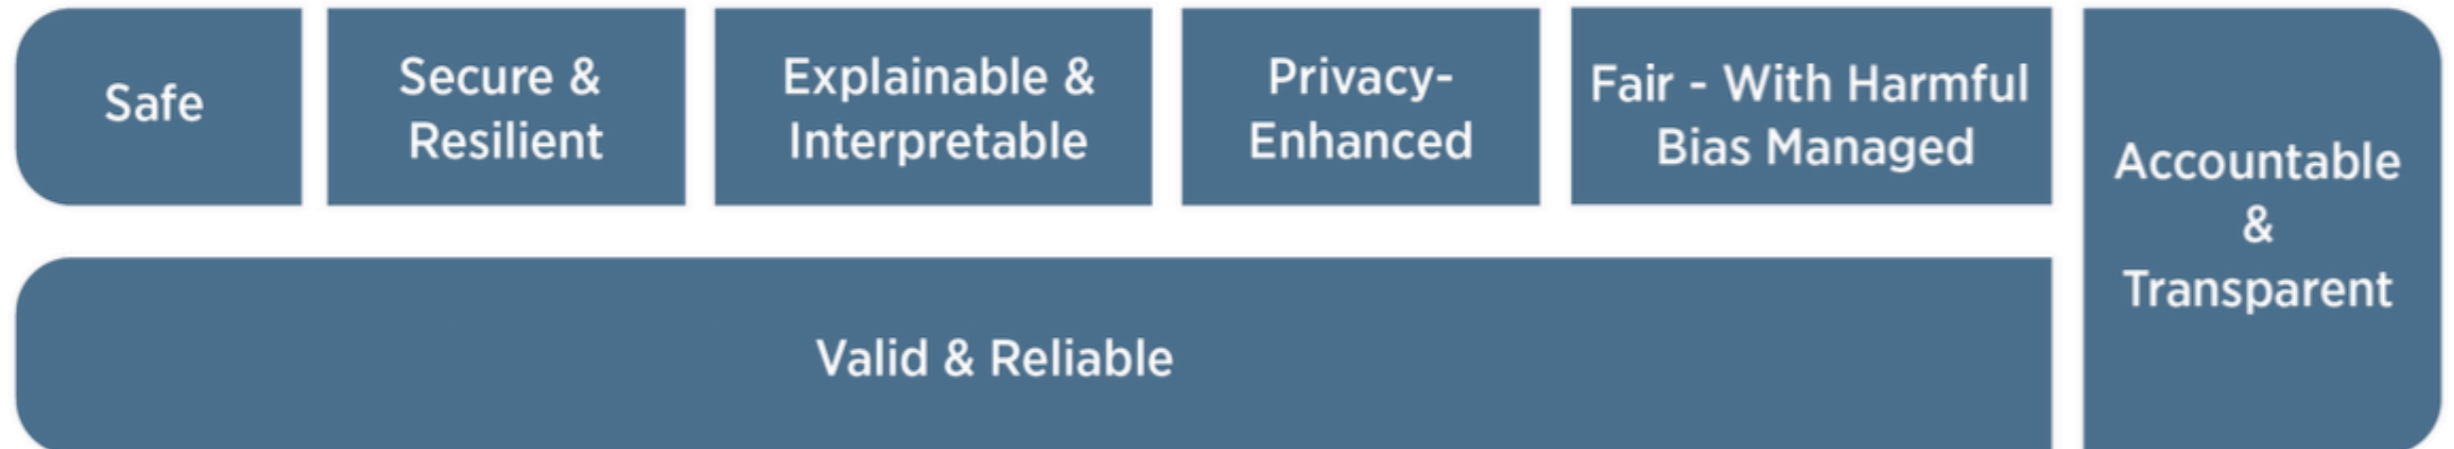 Safe
Secure &
Resilient
Explainable &
Interpretable
Privacy-
Enhanced
Fair - With Harmful
Bias Managed
Accountable
&
Transparent
Valid & Reliable